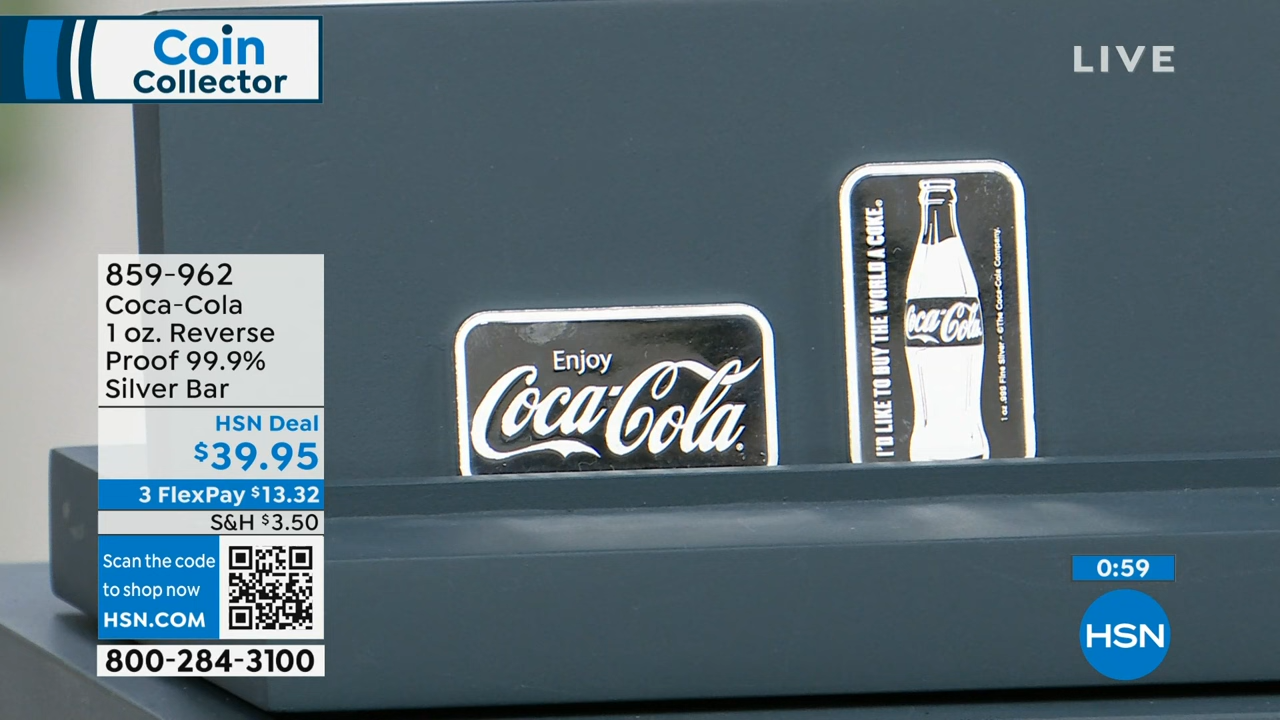 Coin
Collector
LIVE
859-962
Coca-Cola
1 oz. Reverse
Proof 99.9%
Silver Bar
HSN Deal
$39.95
3 FlexPay $13.32
S&H $3.50
Scan the code
to shop now
HSN.COM
800-284-3100
Enjoy
Coca-Cola
I'D LIKE TO BUY THE WORLD A COKE.
Coca-Cola
1 oz .999 Fine Silver - ©The Coca-Cola Company.
0:59
HSN